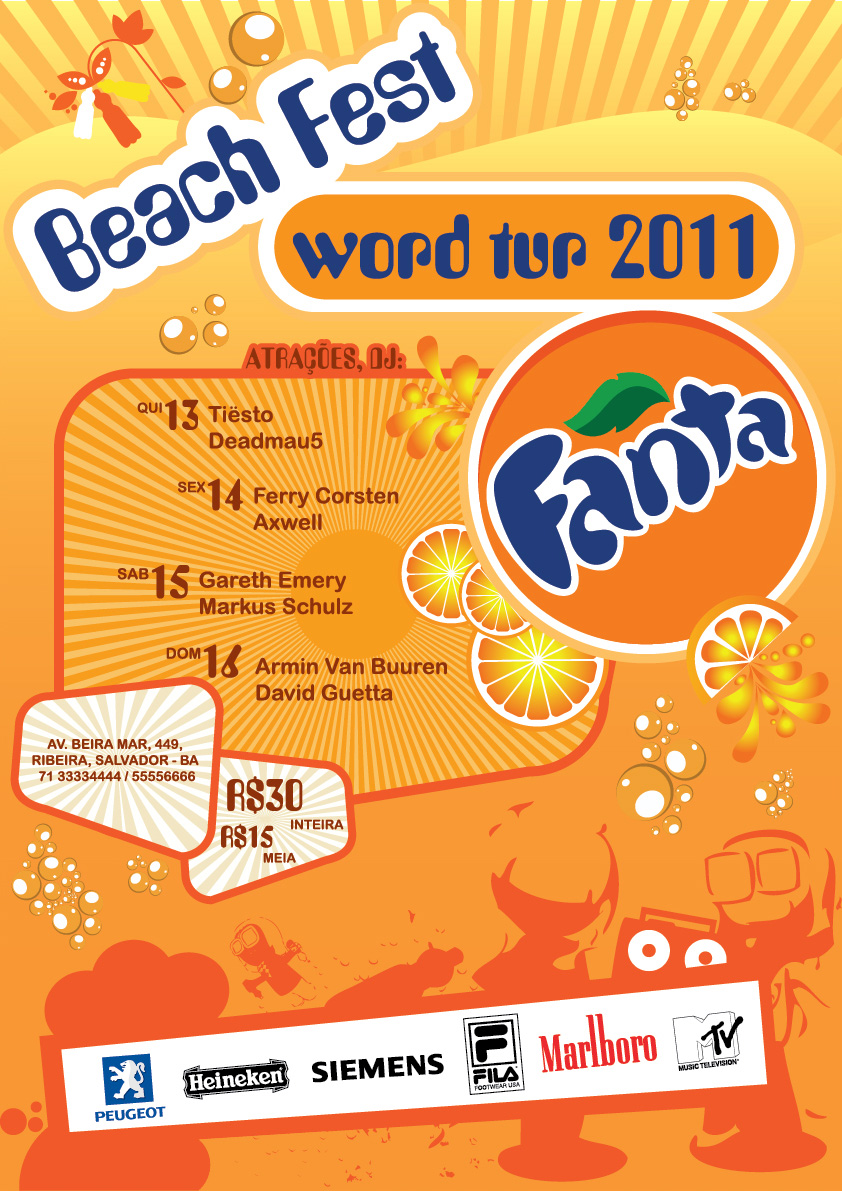 Beach Fest
word tur 2011
ATRAÇÕES, DJ:
Fanta
QUI 13 Tiësto
Deadmau5
SEX 14 Ferry Corsten
Axwell
SAB 15 Gareth Emery
Markus Schulz
DOM 16 Armin Van Buuren
David Guetta
AV. BEIRA MAR, 449,
RIBEIRA, SALVADOR - BA
71 33334444 / 55556666
R$30
INTEIRA
R$15
MEIA
PEUGEOT
Heineken
SIEMENS
FILA
FOOTWEAR USA
Marlboro
MTV
MUSIC TELEVISION®